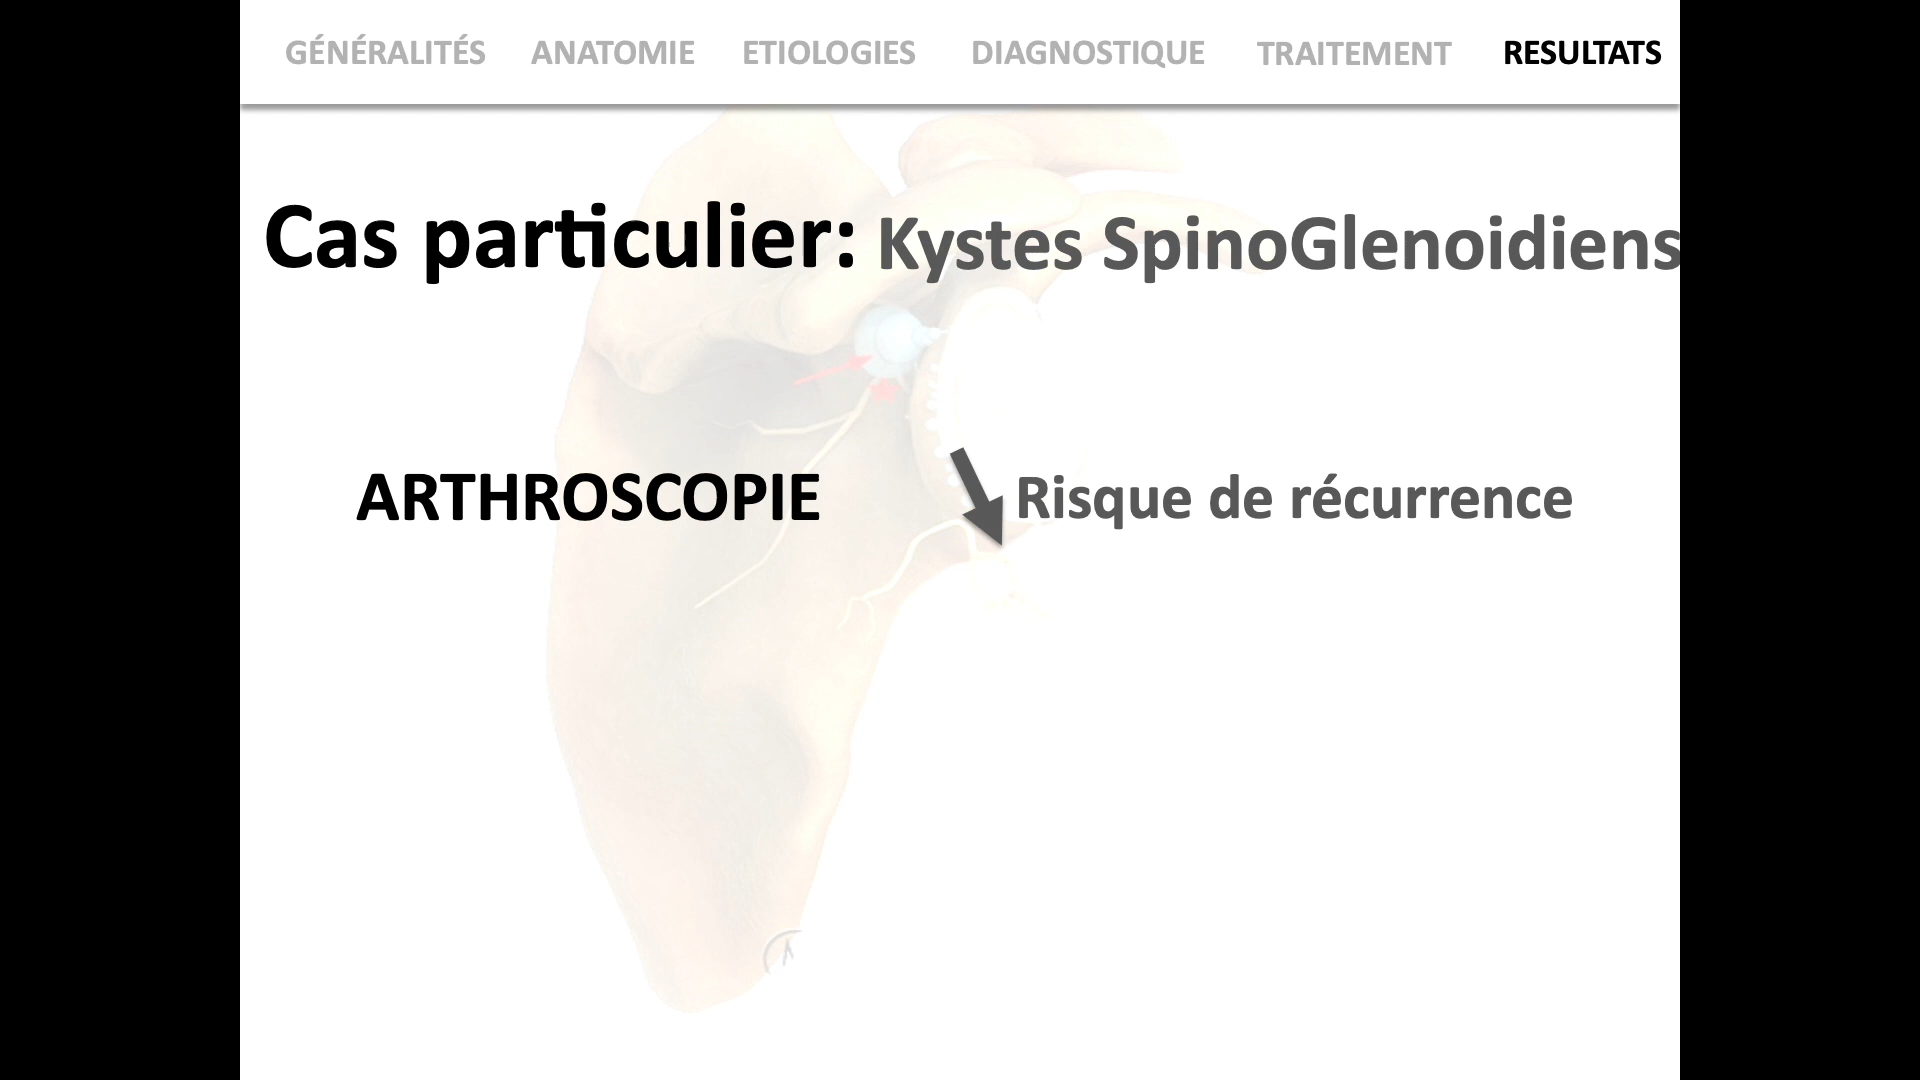 GÉNÉRALITÉS ANATOMIE ETIOLOGIES DIAGNOSTIQUE TRAITEMENT RESULTATS
Cas particulier: Kystes SpinoGlenoidiens
ARTHROSCOPIE Risque de récurrence